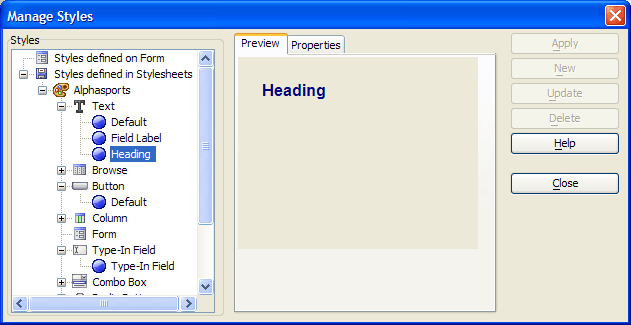 Manage Styles
Styles
Styles defined on Form
Styles defined in Stylesheets
Alphasports
Text
Default
Field Label
Heading
Browse
Button
Default
Column
Form
Type-In Field
Type-In Field
Combo Box
Preview
Properties
Heading
Apply
New
Update
Delete
Help
Close